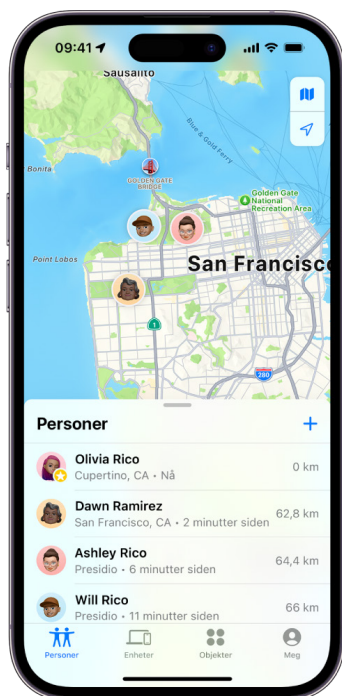 09:41
Sausalito
Blue & Gold Ferry
Bonita
GOLDEN GATE
BRIDGE
Golden Gate
National
Recreation Area
Point Lobos
San Francisco
1
280
Personer
Olivia Rico
Cupertino, CA • Nå
0 km
Dawn Ramirez
San Francisco, CA • 2 minutter siden
62,8 km
Ashley Rico
Presidio • 6 minutter siden
64,4 km
Will Rico
Presidio • 11 minutter siden
66 km
Personer
Enheter
Objekter
Meg